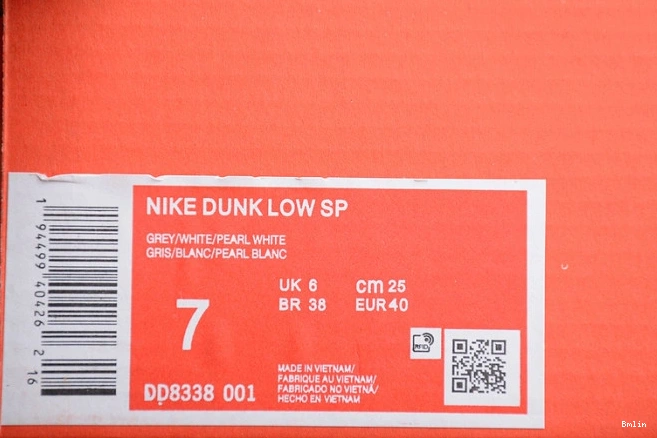 NIKE DUNK LOW SP
GREY/WHITE/PEARL WHITE
GRIS/BLANC/PEARL BLANC
7
UK 6 cm 25
BR 38 EUR 40
RFID
MADE IN VIETNAM/
FABRIQUE AU VIETNAM/
FABRICADO NO VIETNÃ/
HECHO EN VIETNAM
DD8338 001
1 94499 40426 2 16
Bmlin